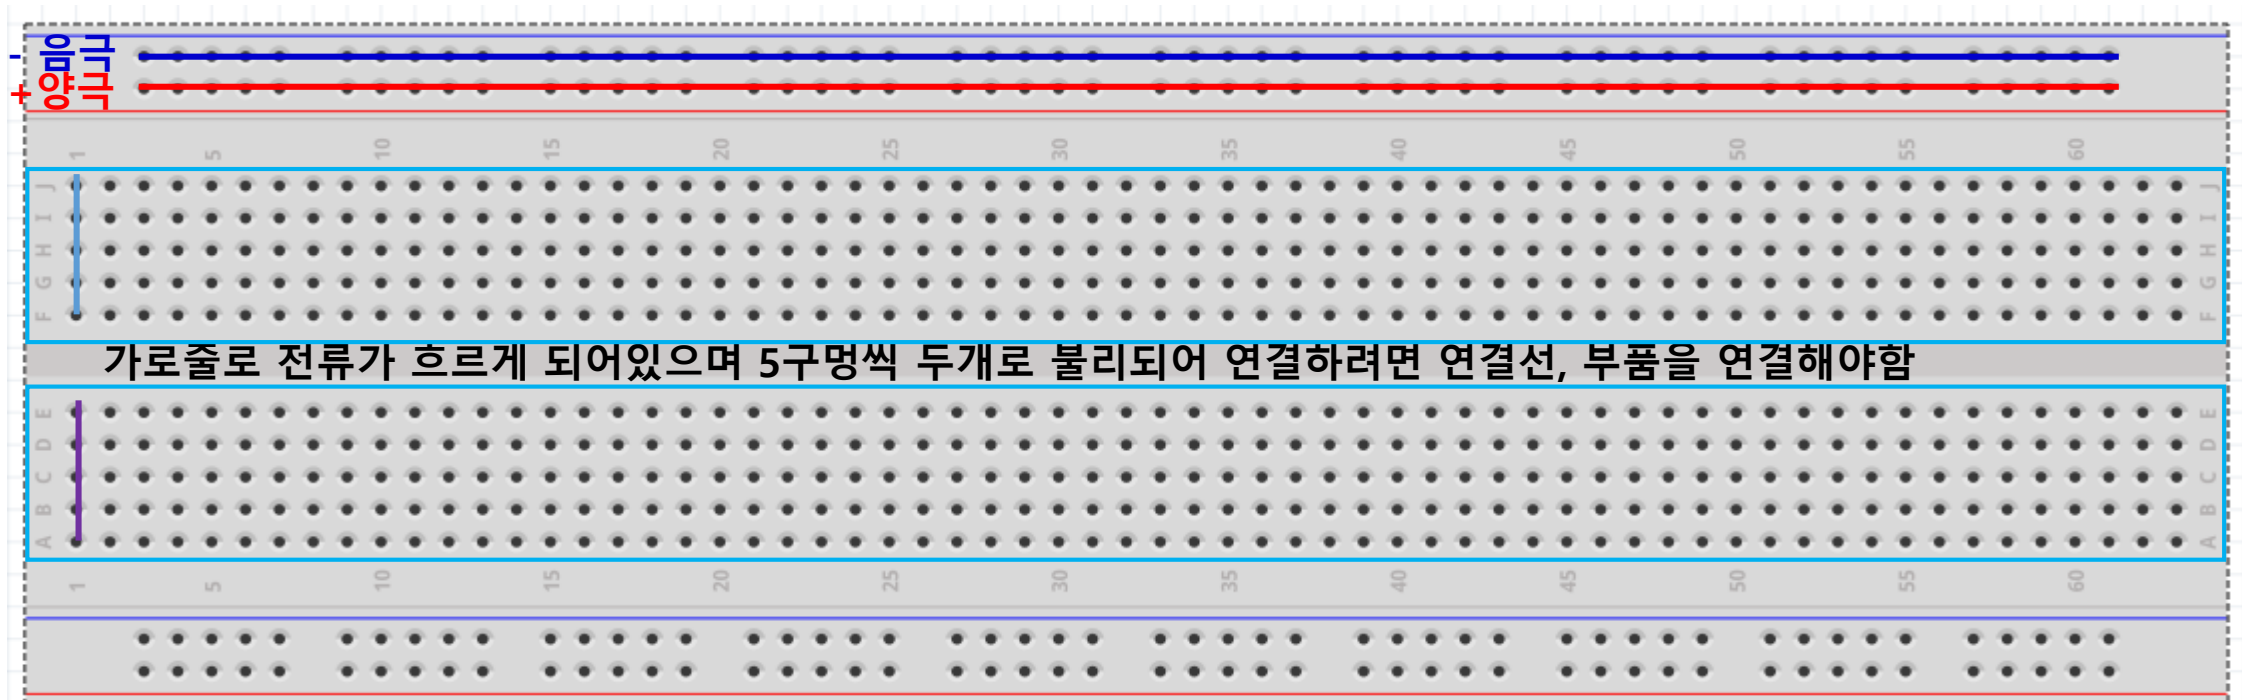 - 음극
+양극
1 5 10 15 20 25 30 35 40 45 50 55 60
J J
I I
H H
G G
F F
가로줄로 전류가 흐르게 되어있으며 5구멍씩 두개로 불리되어 연결하려면 연결선, 부품을 연결해야함
E E
D D
C C
B B
A A
1 5 10 15 20 25 30 35 40 45 50 55 60